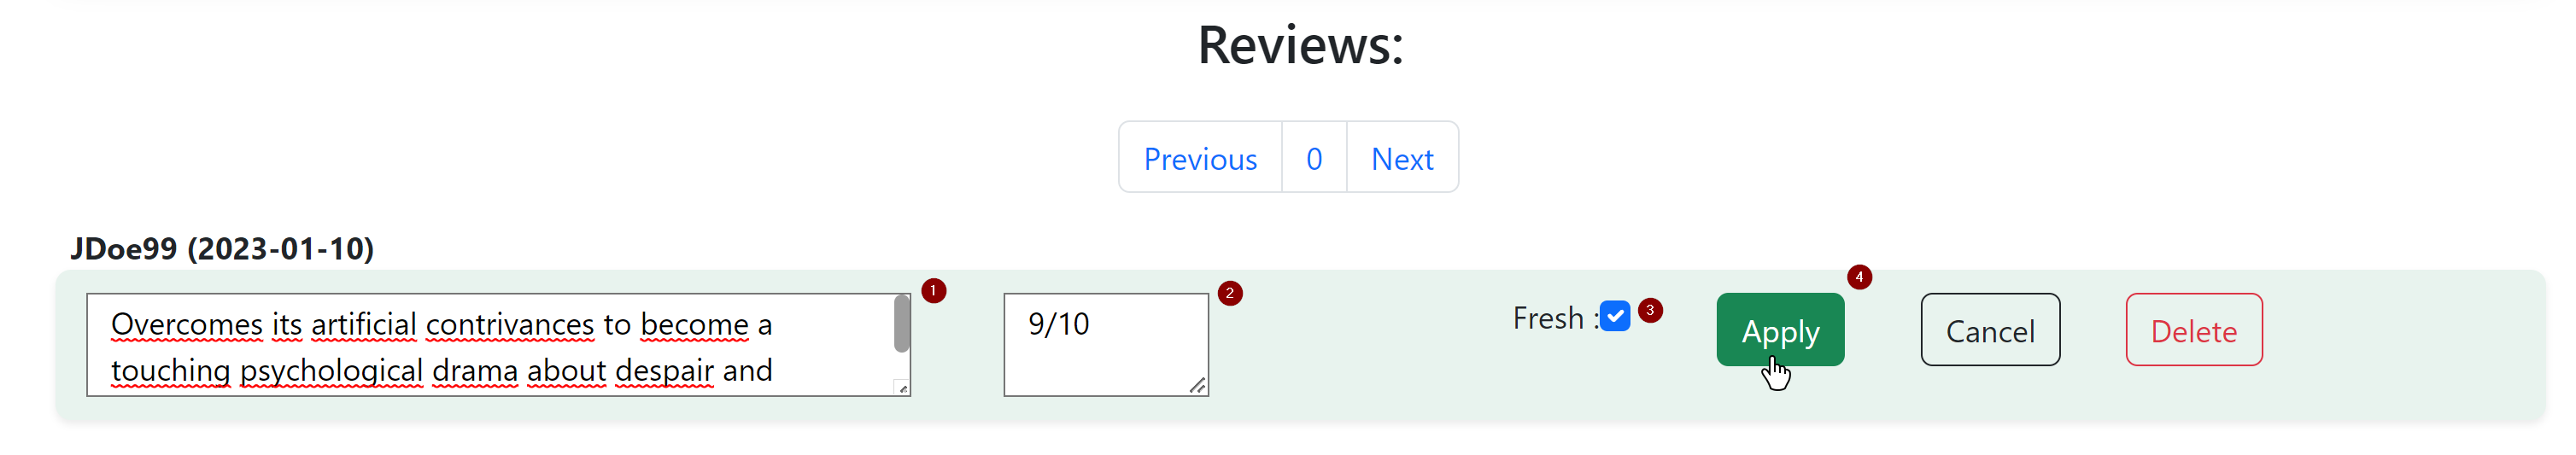 Reviews:
Previous 0 Next
JDoe99 (2023-01-10)
Overcomes its artificial contrivances to become a
touching psychological drama about despair and
1
9/10
2
Fresh :
3
Apply
4
Cancel
Delete